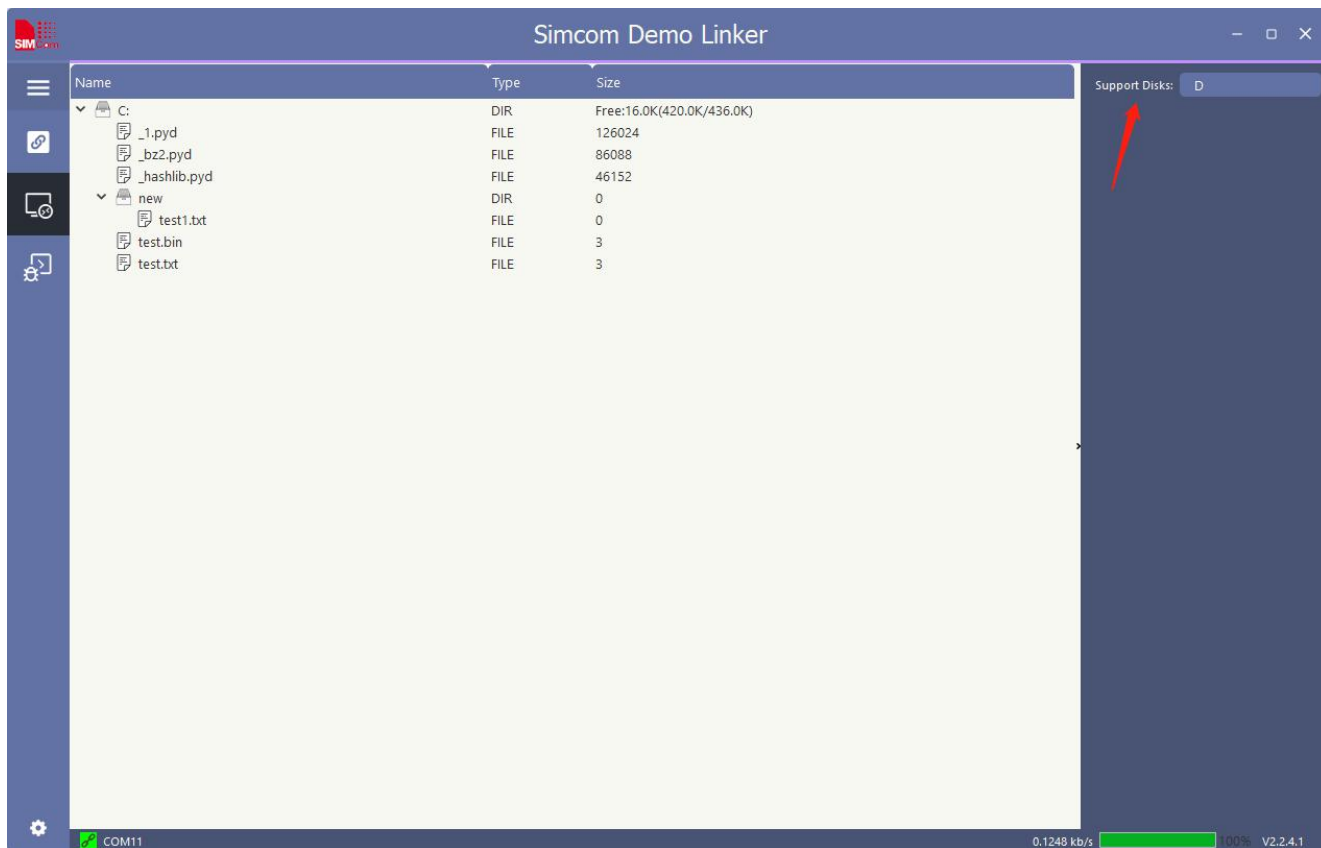 SIMCom
Simcom Demo Linker
Name Type Size
Support Disks: D
C: DIR Free:16.0K(420.0K/436.0K)
_1.pyd FILE 126024
_bz2.pyd FILE 86088
_hashlib.pyd FILE 46152
new DIR 0
test1.txt FILE 0
test.bin FILE 3
test.txt FILE 3
COM11 0.1248 kb/s 100% V2.2.4.1